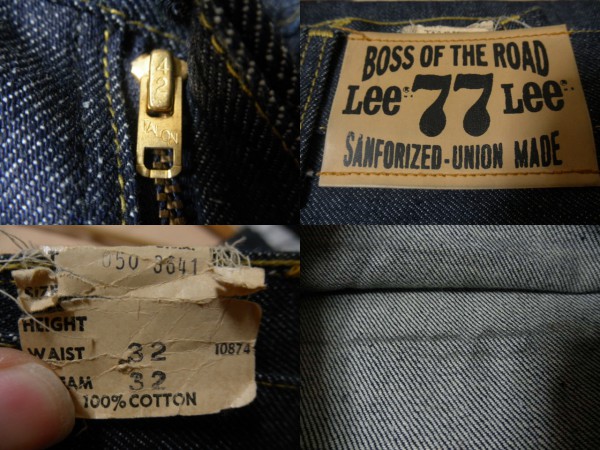 42
TALON
BOSS OF THE ROAD
Lee 77 Lee
SANFORIZED-UNION MADE
050 3641
SIZE
HEIGHT
WAIST 32 10874
32
100% COTTON